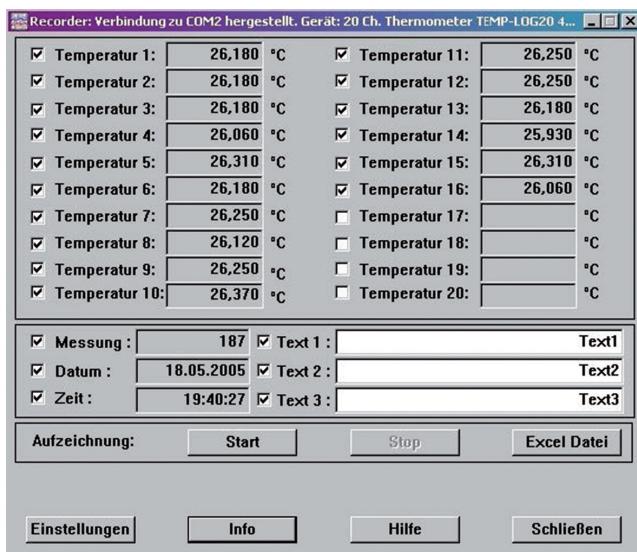 Recorder: Verbindung zu COM2 hergestellt. Gerät: 20 Ch. Thermometer TEMP-LOG20 4...
Temperatur 1: 26,180 °C Temperatur 11: 26,250 °C
Temperatur 2: 26,180 °C Temperatur 12: 26,250 °C
Temperatur 3: 26,180 °C Temperatur 13: 26,180 °C
Temperatur 4: 26,060 °C Temperatur 14: 25,930 °C
Temperatur 5: 26,310 °C Temperatur 15: 26,310 °C
Temperatur 6: 26,180 °C Temperatur 16: 26,060 °C
Temperatur 7: 26,250 °C Temperatur 17: °C
Temperatur 8: 26,120 °C Temperatur 18: °C
Temperatur 9: 26,250 °C Temperatur 19: °C
Temperatur 10: 26,370 °C Temperatur 20: °C
Messung : 187 Text 1 : Text1
Datum : 18.05.2005 Text 2 : Text2
Zeit : 19:40:27 Text 3 : Text3
Aufzeichnung: Start Stop Excel Datei
Einstellungen Info Hilfe Schließen